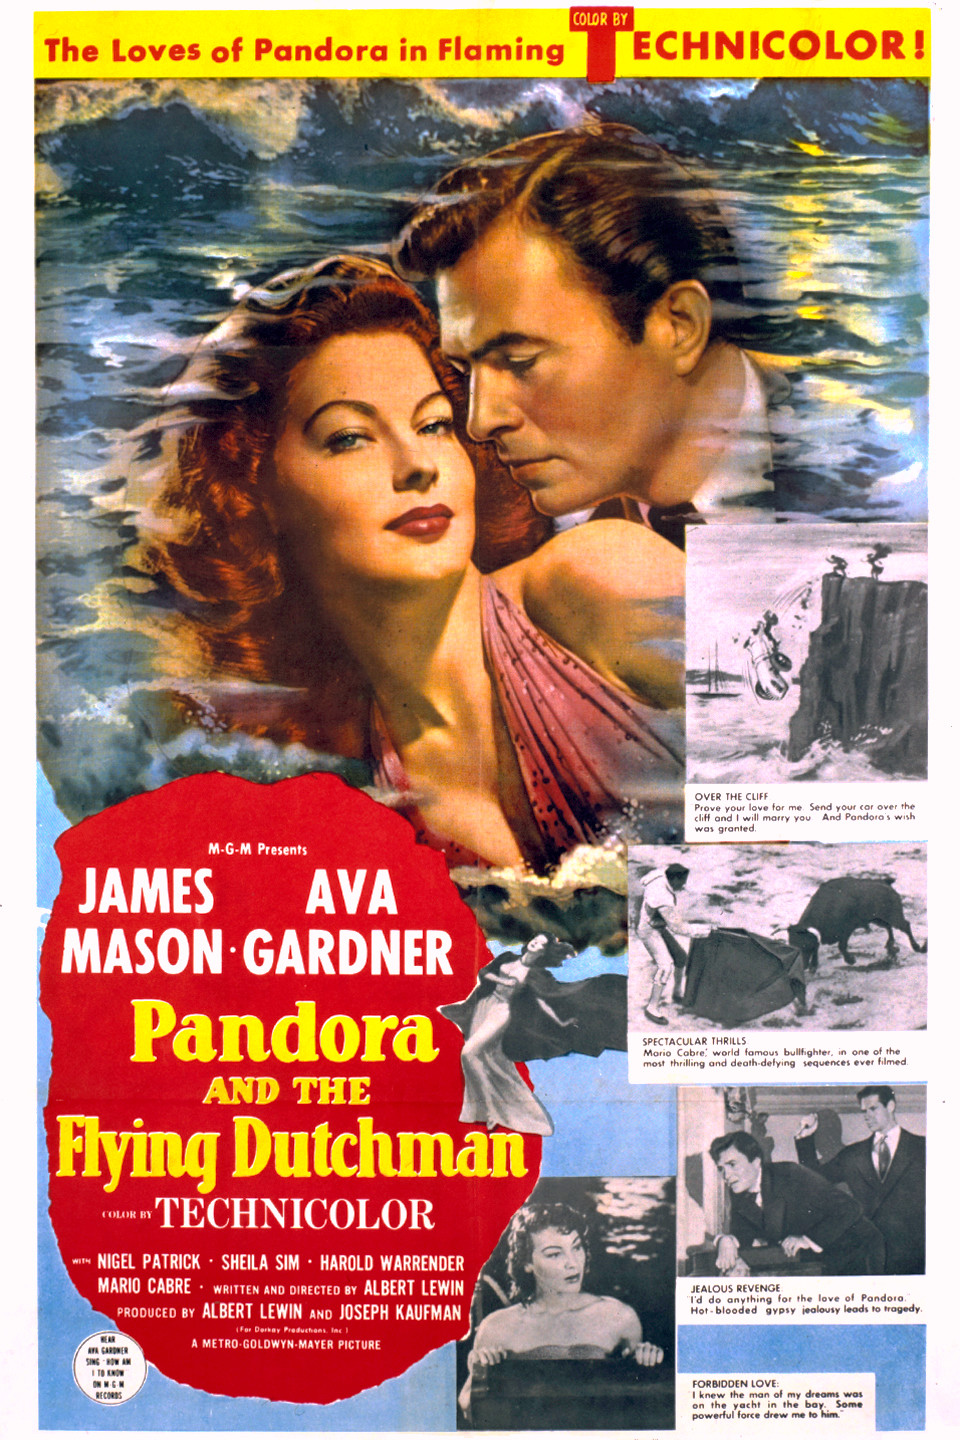 The Loves of Pandora in Flaming
COLOR BY
TECHNICOLOR!
OVER THE CLIFF
Prove your love for me. Send your car over the
cliff and I will marry you. And Pandora's wish
was granted.
M-G-M Presents
JAMES AVA
MASON · GARDNER
Pandora
AND THE
Flying Dutchman
COLOR BY TECHNICOLOR
WITH NIGEL PATRICK · SHEILA SIM · HAROLD WARRENDER
MARIO CABRE · WRITTEN AND DIRECTED BY ALBERT LEWIN
PRODUCED BY ALBERT LEWIN AND JOSEPH KAUFMAN
(For Dorkay Productions, Inc.)
A METRO-GOLDWYN-MAYER PICTURE
HEAR
AVA GARDNER
SING - HOW AM
I TO KNOW
ON M-G-M
RECORDS
SPECTACULAR THRILLS
Mario Cabre, world famous bullfighter, in one of the
most thrilling and death-defying sequences ever filmed.
JEALOUS REVENGE
"I'd do anything for the love of Pandora."
Hot-blooded gypsy jealousy leads to tragedy.
FORBIDDEN LOVE:
"I knew the man of my dreams was
on the yacht in the bay. Some
powerful force drew me to him."